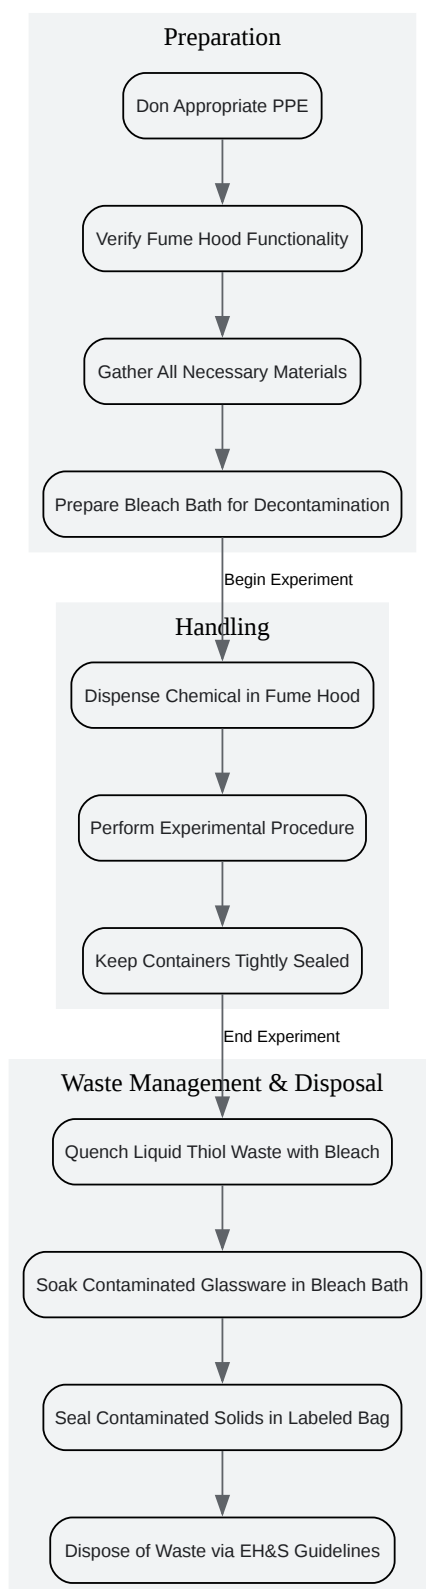 Preparation
Don Appropriate PPE
Verify Fume Hood Functionality
Gather All Necessary Materials
Prepare Bleach Bath for Decontamination
Begin Experiment
Handling
Dispense Chemical in Fume Hood
Perform Experimental Procedure
Keep Containers Tightly Sealed
End Experiment
Waste Management & Disposal
Quench Liquid Thiol Waste with Bleach
Soak Contaminated Glassware in Bleach Bath
Seal Contaminated Solids in Labeled Bag
Dispose of Waste via EH&S Guidelines